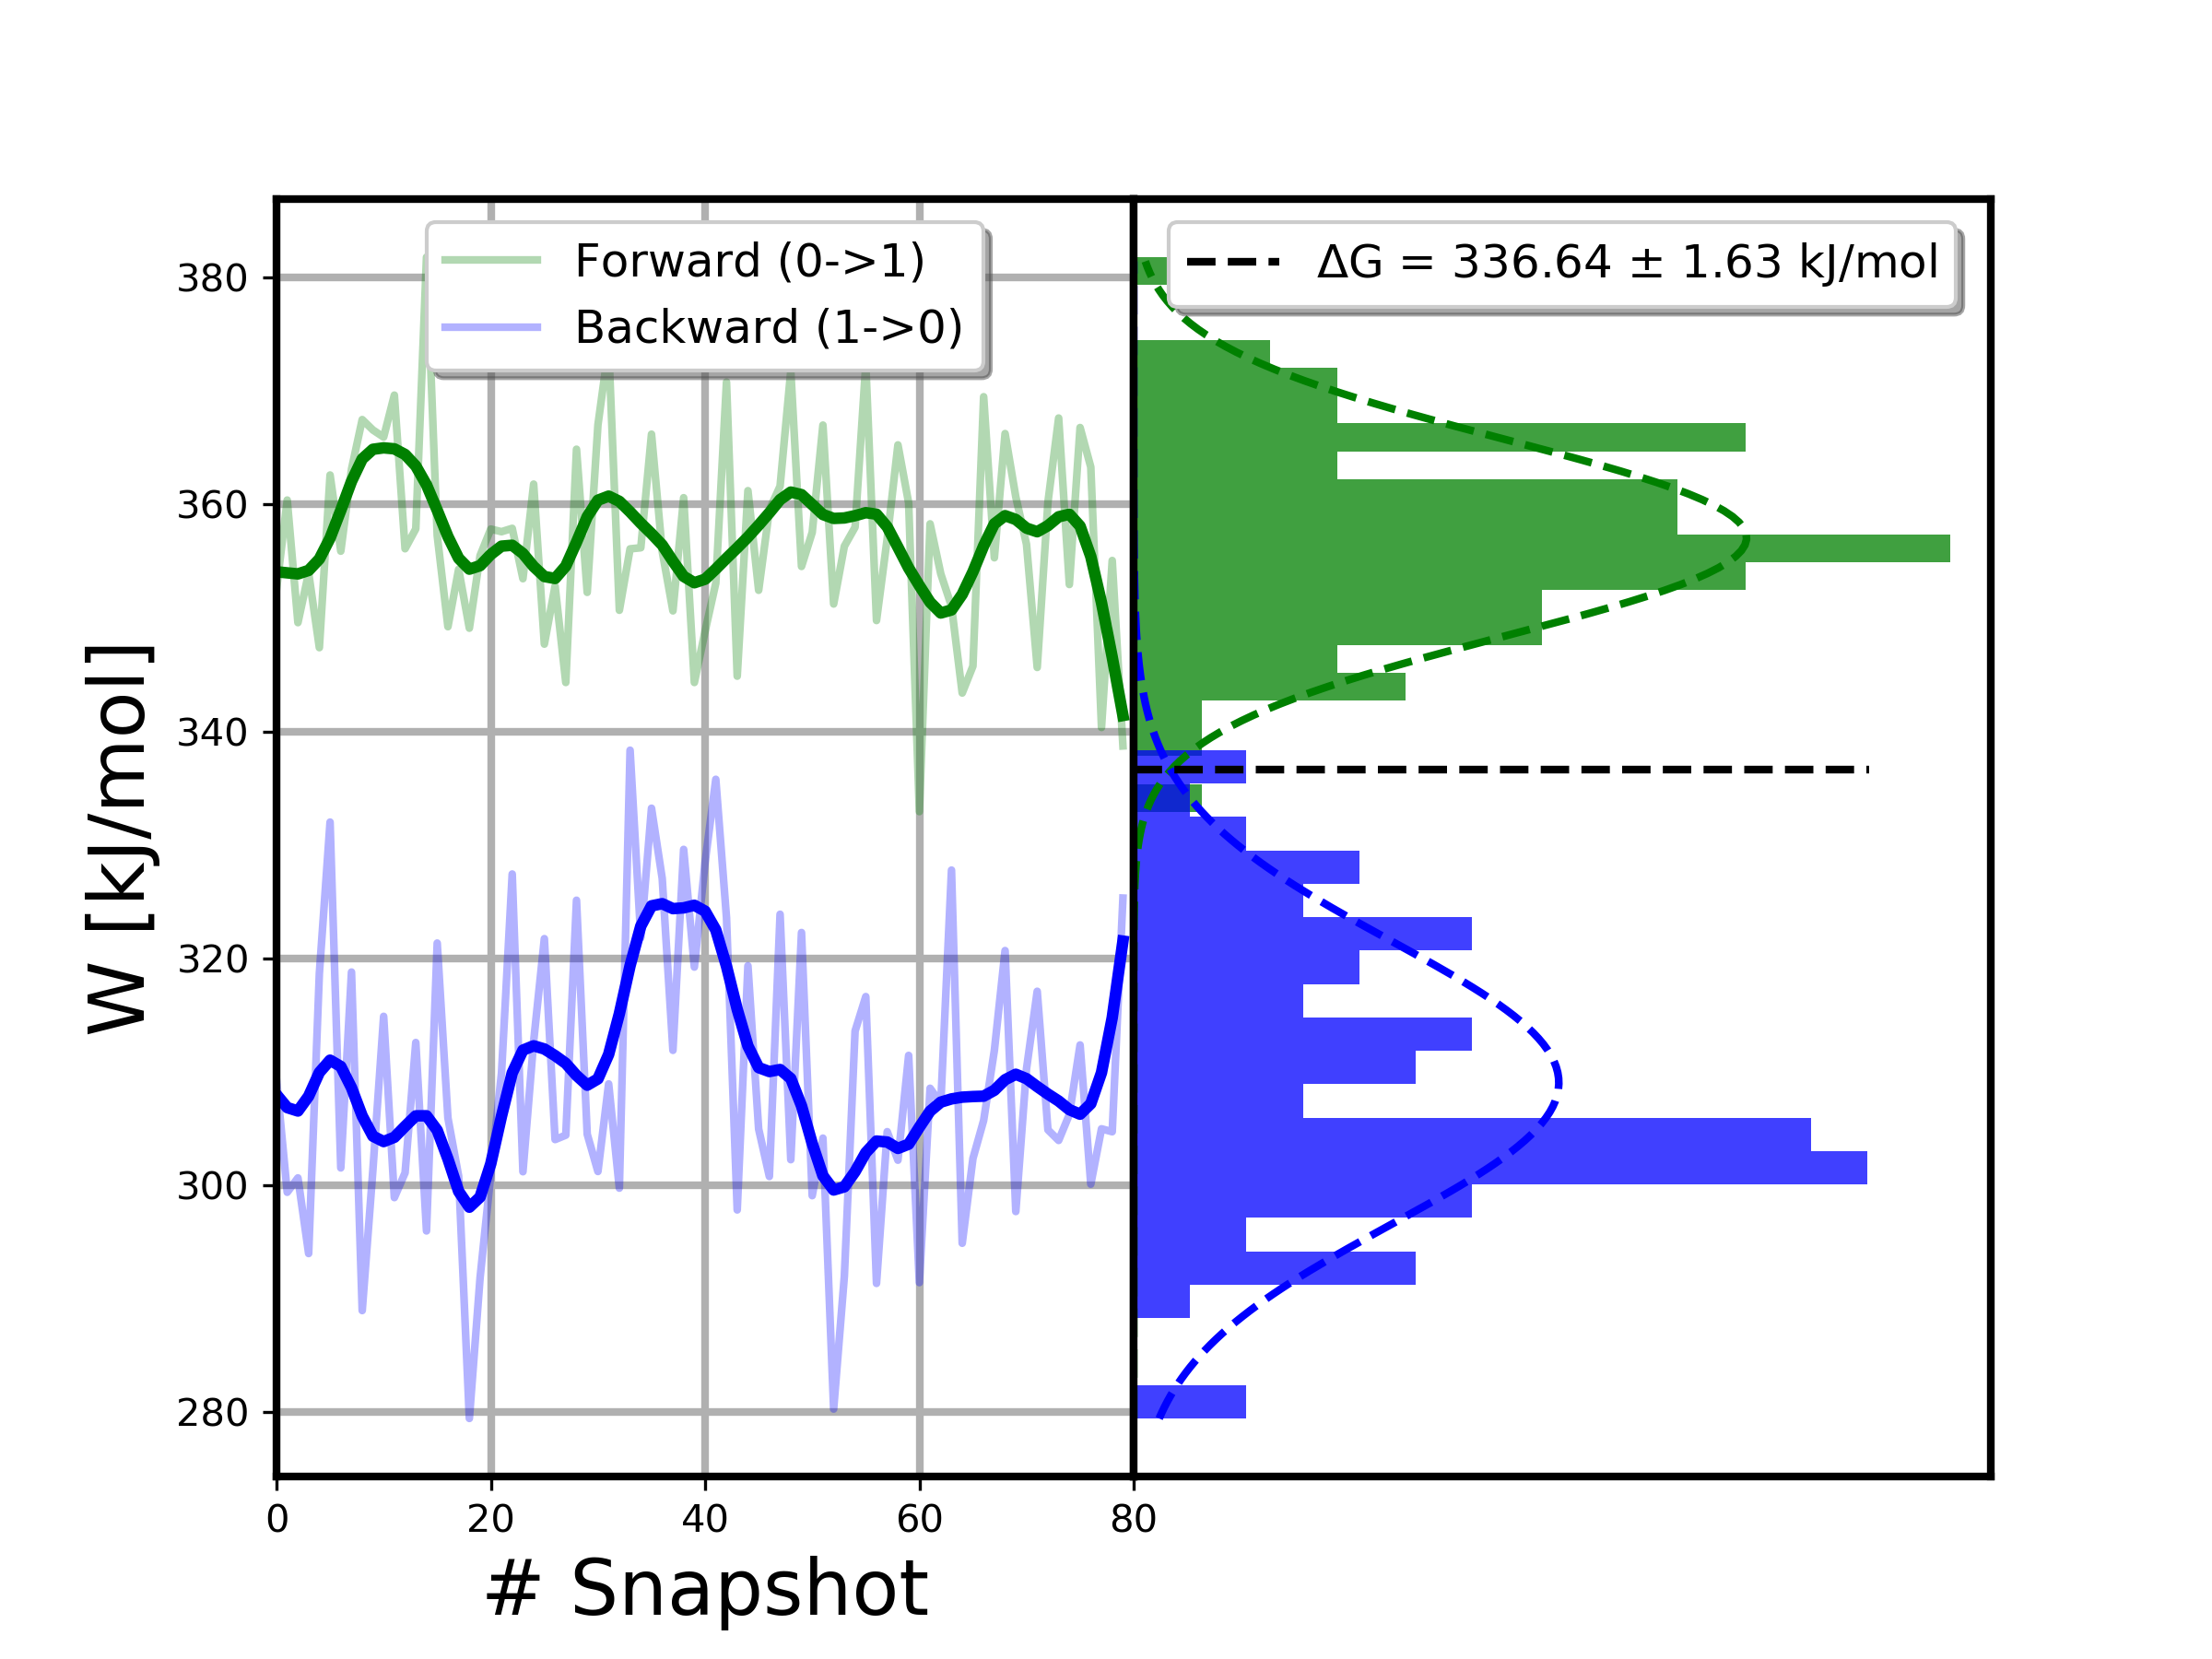 Forward (0->1)
Backward (1->0)
ΔG = 336.64 ± 1.63 kJ/mol
380
360
340
320
300
280
W [kJ/mol]
0
20
40
60
80
# Snapshot